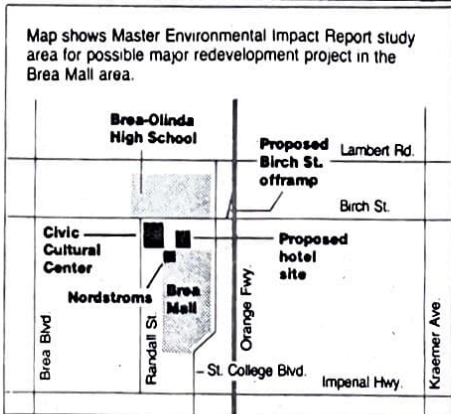 Map shows Master Environmental Impact Report study
area for possible major redevelopment project in the
Brea Mall area.
Brea-Olinda
High School
Proposed
Birch St.
offramp
Lambert Rd.
Birch St.
Civic
Cultural
Center
Proposed
hotel
site
Nordstroms
Brea
Mall
Brea Blvd.
Randall St.
Orange Fwy.
Kraemer Ave.
St. College Blvd.
Imperial Hwy.